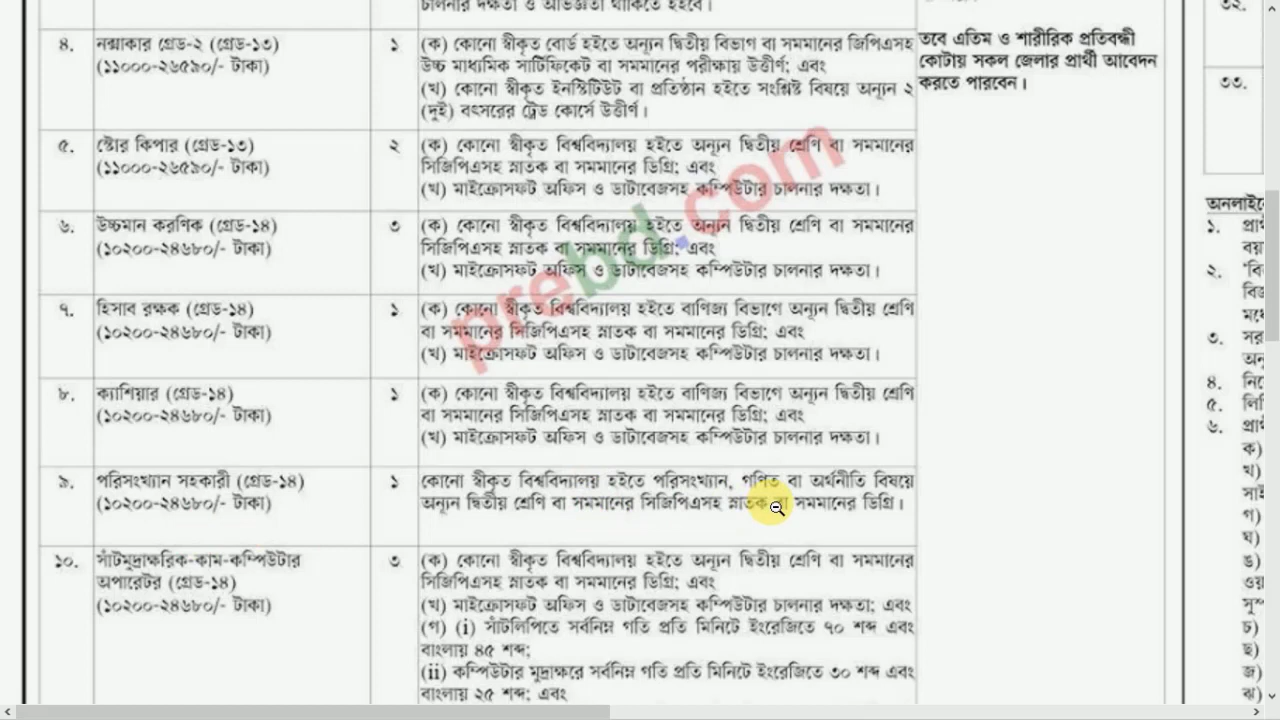 চালনার দক্ষতা ও অভিজ্ঞতা থাকিতে হইবে।
৪. নক্সাকার গ্রেড-২ (গ্রেড-১৩)
(১১০০০-২৬৫৯০/- টাকা)
১
(ক) কোনো স্বীকৃত বোর্ড হইতে অন্যূন দ্বিতীয় বিভাগ বা সমমানের জিপিএসহ
উচ্চ মাধ্যমিক সার্টিফিকেট বা সমমানের পরীক্ষায় উত্তীর্ণ; এবং
(খ) কোনো স্বীকৃত ইনস্টিটিউট বা প্রতিষ্ঠান হইতে সংশ্লিষ্ট বিষয়ে অন্যূন ২
(দুই) বৎসরের ট্রেড কোর্সে উত্তীর্ণ।
তবে এতিম ও শারীরিক প্রতিবন্ধী
কোটায় সকল জেলার প্রার্থী আবেদন
করতে পারবেন।
৫. স্টোর কিপার (গ্রেড-১৩)
(১১০০০-২৬৫৯০/- টাকা)
২
(ক) কোনো স্বীকৃত বিশ্ববিদ্যালয় হইতে অন্যূন দ্বিতীয় শ্রেণি বা সমমানের
সিজিপিএসহ স্নাতক বা সমমানের ডিগ্রি; এবং
(খ) মাইক্রোসফট অফিস ও ডাটাবেজসহ কম্পিউটার চালনার দক্ষতা।
৬. উচ্চমান করণিক (গ্রেড-১৪)
(১০২০০-২৪৬৮০/- টাকা)
৩
(ক) কোনো স্বীকৃত বিশ্ববিদ্যালয় হইতে অন্যূন দ্বিতীয় শ্রেণি বা সমমানের
সিজিপিএসহ স্নাতক বা সমমানের ডিগ্রি; এবং
(খ) মাইক্রোসফট অফিস ও ডাটাবেজসহ কম্পিউটার চালনার দক্ষতা।
৭. হিসাব রক্ষক (গ্রেড-১৪)
(১০২০০-২৪৬৮০/- টাকা)
১
(ক) কোনো স্বীকৃত বিশ্ববিদ্যালয় হইতে বাণিজ্য বিভাগে অন্যূন দ্বিতীয় শ্রেণি
বা সমমানের সিজিপিএসহ স্নাতক বা সমমানের ডিগ্রি; এবং
(খ) মাইক্রোসফট অফিস ও ডাটাবেজসহ কম্পিউটার চালনার দক্ষতা।
৮. ক্যাশিয়ার (গ্রেড-১৪)
(১০২০০-২৪৬৮০/- টাকা)
১
(ক) কোনো স্বীকৃত বিশ্ববিদ্যালয় হইতে বাণিজ্য বিভাগে অন্যূন দ্বিতীয় শ্রেণি
বা সমমানের সিজিপিএসহ স্নাতক বা সমমানের ডিগ্রি; এবং
(খ) মাইক্রোসফট অফিস ও ডাটাবেজসহ কম্পিউটার চালনার দক্ষতা।
৯. পরিসংখ্যান সহকারী (গ্রেড-১৪)
(১০২০০-২৪৬৮০/- টাকা)
১
কোনো স্বীকৃত বিশ্ববিদ্যালয় হইতে পরিসংখ্যান, গণিত বা অর্থনীতি বিষয়ে
অন্যূন দ্বিতীয় শ্রেণি বা সমমানের সিজিপিএসহ স্নাতক বা সমমানের ডিগ্রি।
১০. সাঁটমুদ্রাক্ষরিক-কাম-কম্পিউটার
অপারেটর (গ্রেড-১৪)
(১০২০০-২৪৬৮০/- টাকা)
৩
(ক) কোনো স্বীকৃত বিশ্ববিদ্যালয় হইতে অন্যূন দ্বিতীয় শ্রেণি বা সমমানের
সিজিপিএসহ স্নাতক বা সমমানের ডিগ্রি; এবং
(খ) মাইক্রোসফট অফিস ও ডাটাবেজসহ কম্পিউটার চালনার দক্ষতা; এবং
(গ) (i) সাঁটলিপিতে সর্বনিম্ন গতি প্রতি মিনিটে ইংরেজিতে ৭০ শব্দ এবং
বাংলায় ৪৫ শব্দ;
(ii) কম্পিউটার মুদ্রাক্ষরে সর্বনিম্ন গতি প্রতি মিনিটে ইংরেজিতে ৩০ শব্দ এবং
বাংলায় ২৫ শব্দ; এবং
prebd.com
৩২.
৩৩.
১.
২.
৩.
৪.
৫.
৬.
ক)
খ)
গ)
ঘ)
ঙ)
চ)
ছ)
জ)
ঝ)